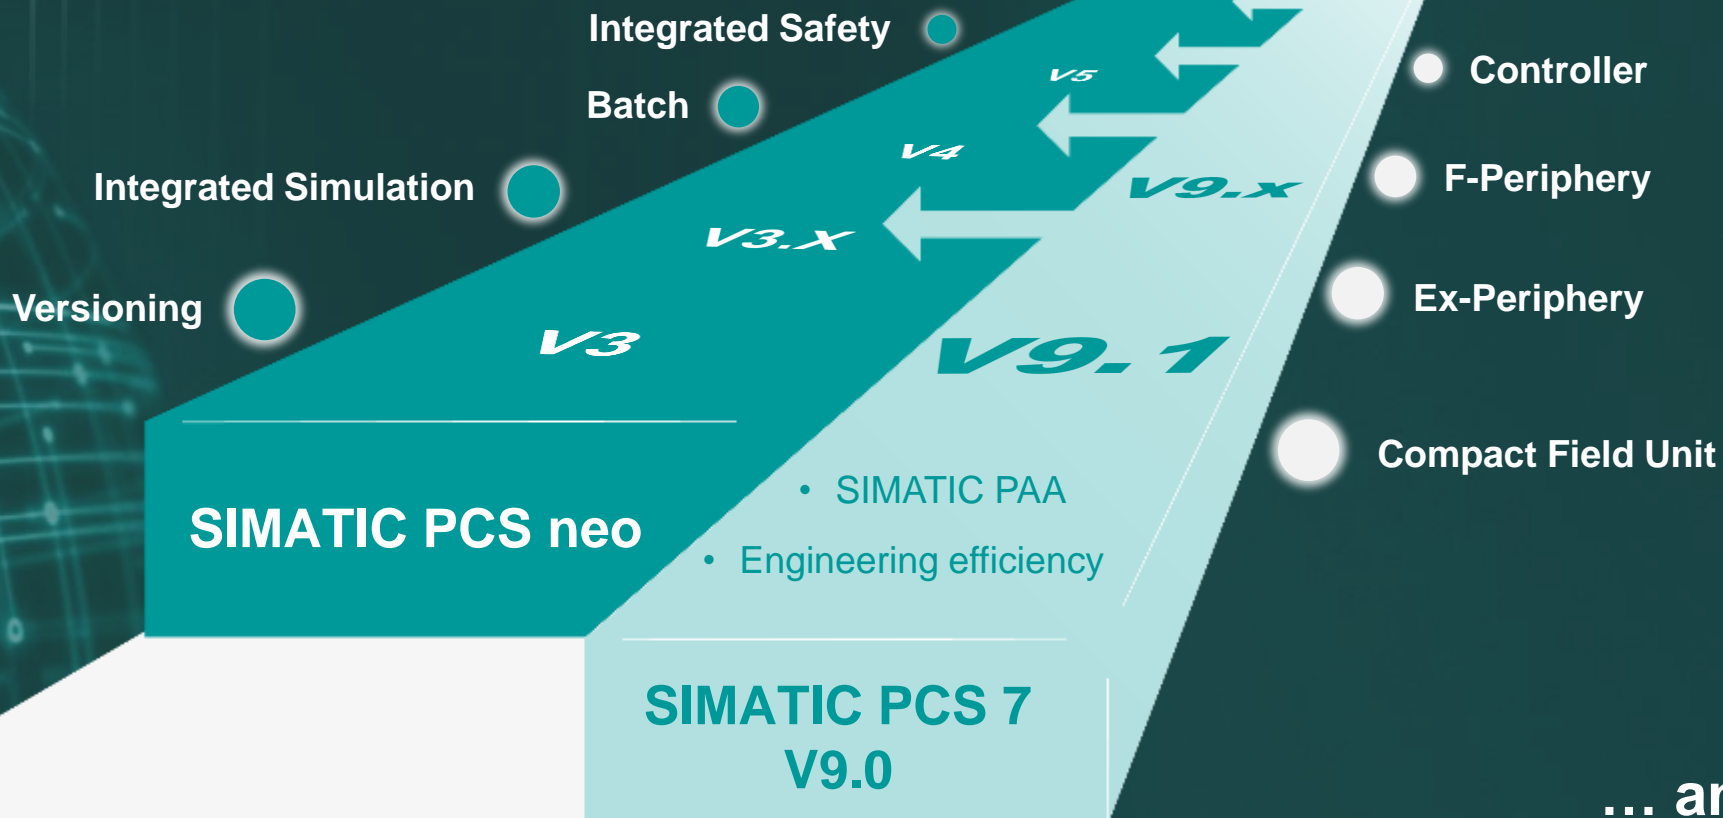 Integrated Safety
Batch
Integrated Simulation
Versioning
V5
V4
V3.X
V3
V9.x
V9.1
Controller
F-Periphery
Ex-Periphery
Compact Field Unit
SIMATIC PCS neo
• SIMATIC PAA
• Engineering efficiency
SIMATIC PCS 7
V9.0
…